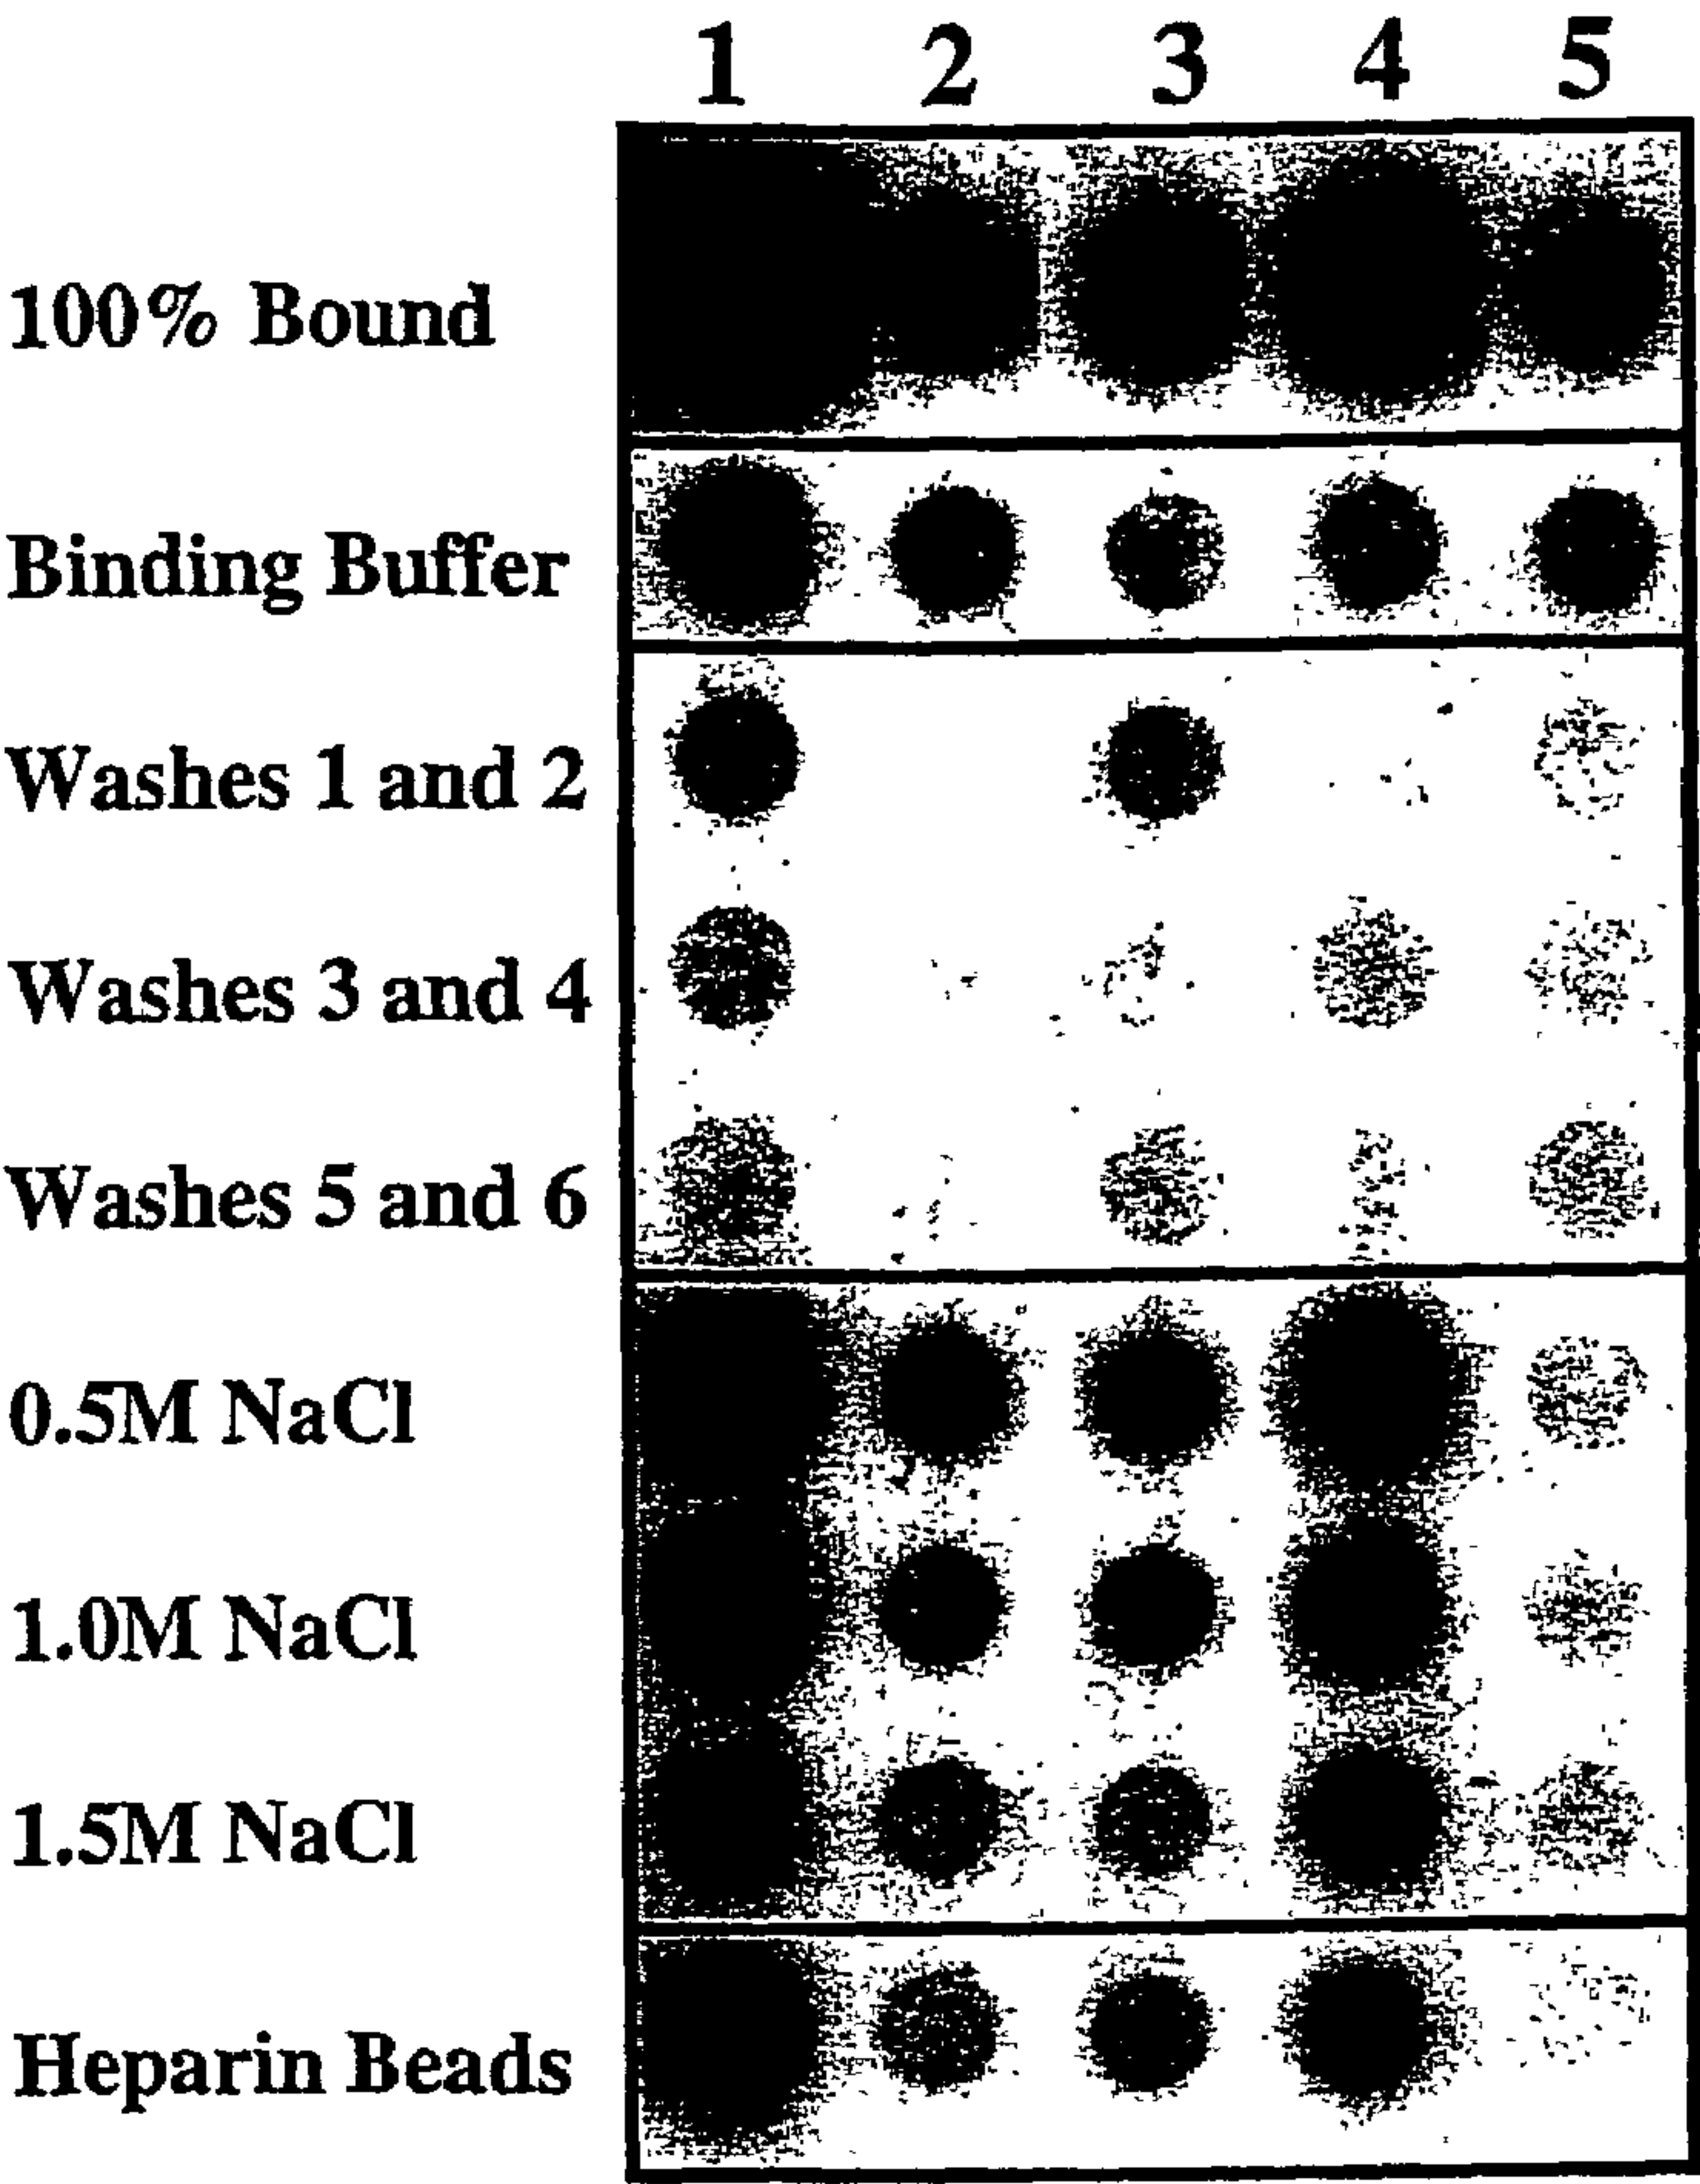 1 2 3 4 5
100% Bound
Binding Buffer
Washes 1 and 2
Washes 3 and 4
Washes 5 and 6
0.5M NaCl
1.0M NaCl
1.5M NaCl
Heparin Beads